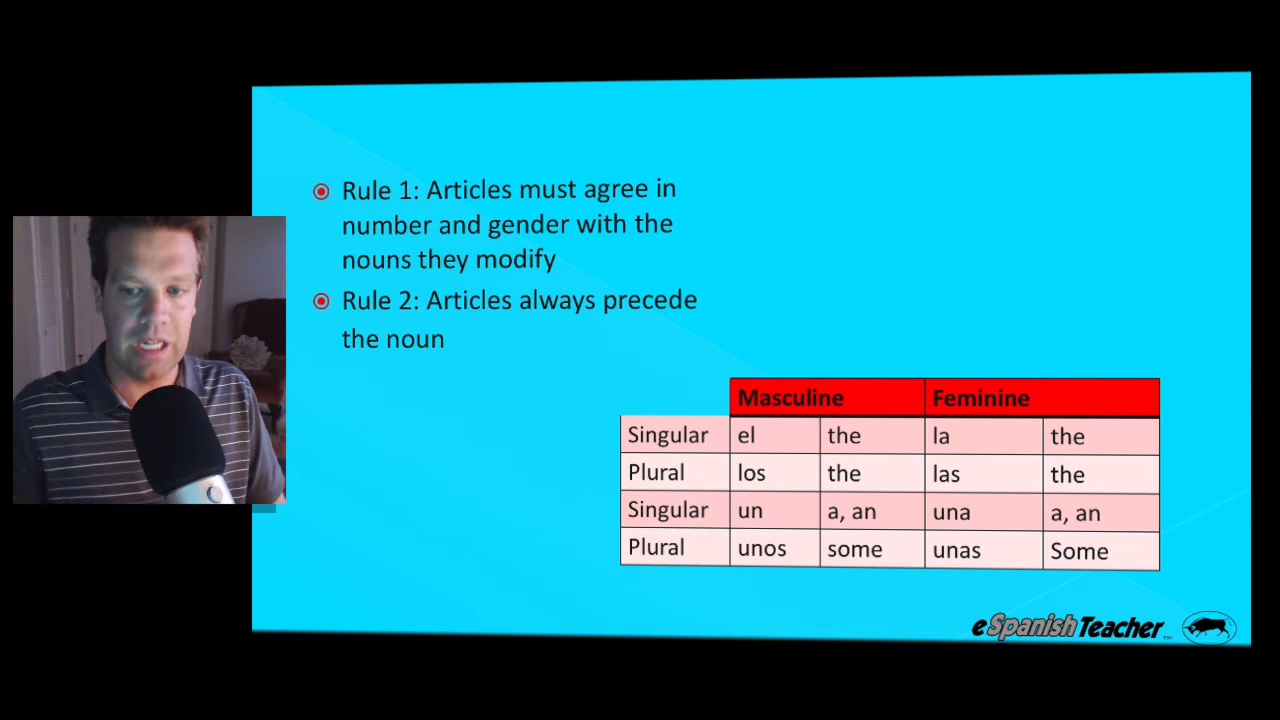 Rule 1: Articles must agree in
number and gender with the
nouns they modify
Rule 2: Articles always precede
the noun
Masculine Feminine
Singular el the la the
Plural los the las the
Singular un a, an una a, an
Plural unos some unas Some
eSpanishTeacher™